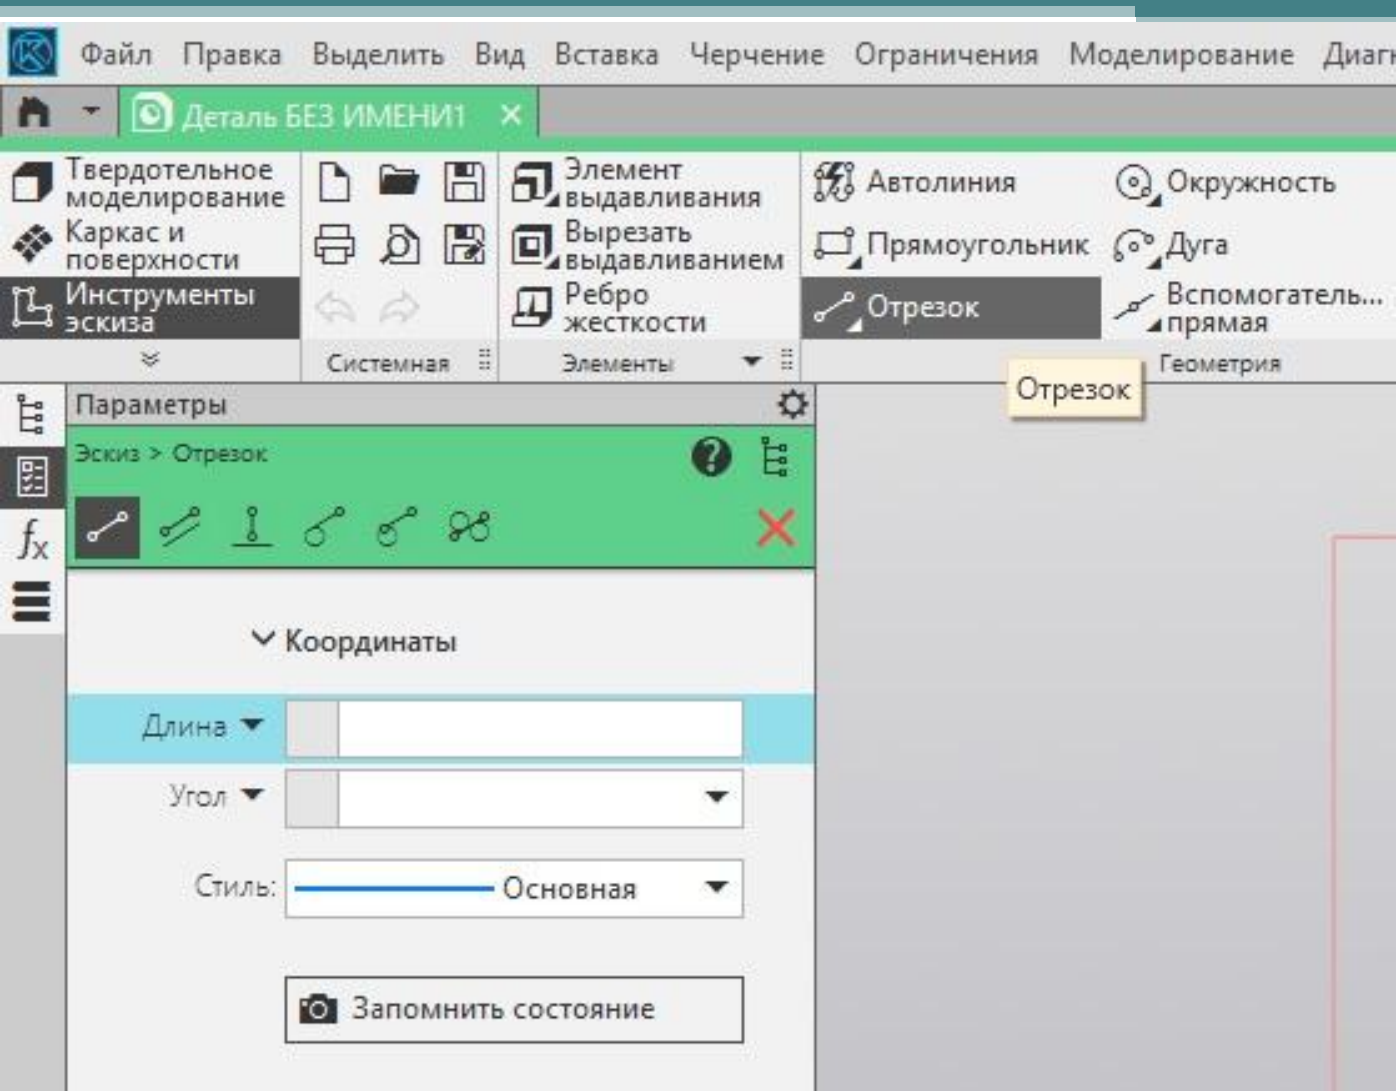 Файл Правка Выделить Вид Вставка Черчение Ограничения Моделирование Диагн
Деталь БЕЗ ИМЕНИ1
Твердотельное
моделирование
Каркас и
поверхности
Инструменты
эскиза
Системная
Элемент
выдавливания
Вырезать
выдавливанием
Ребро
жесткости
Элементы
Автолиния
Прямоугольник
Отрезок
Окружность
Дуга
Вспомогатель...
прямая
Геометрия
Отрезок
Параметры
Эскиз > Отрезок
fx
Координаты
Длина
Угол
Стиль: Основная
Запомнить состояние